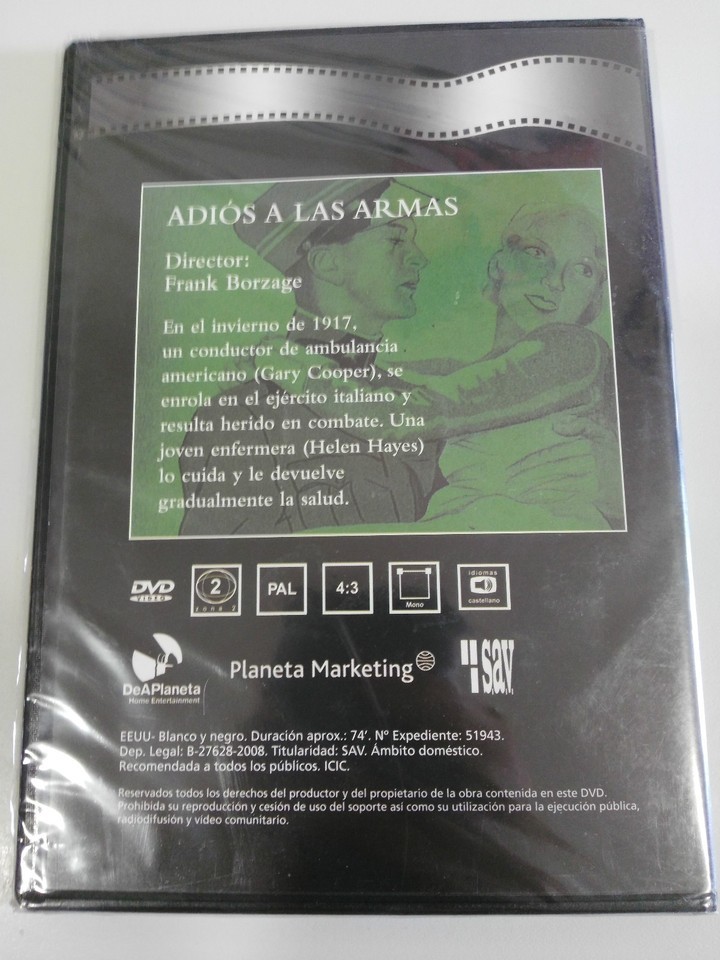 ADIÓS A LAS ARMAS
Director:
Frank Borzage
En el invierno de 1917,
un conductor de ambulancia
americano (Gary Cooper), se
enrola en el ejército italiano y
resulta herido en combate. Una
joven enfermera (Helen Hayes)
lo cuida y le devuelve
gradualmente la salud.
DVD
VIDEO
2
zona 2
PAL
4:3
Mono
idiomas
castellano
DeAPlaneta
Home Entertainment
Planeta Marketing
sav.
EEUU- Blanco y negro. Duración aprox.: 74'. Nº Expediente: 51943.
Dep. Legal: B-27628-2008. Titularidad: SAV. Ámbito doméstico.
Recomendada a todos los públicos. ICIC.
Reservados todos los derechos del productor y del propietario de la obra contenida en este DVD.
Prohibida su reproducción y cesión de uso del soporte así como su utilización para la ejecución pública,
radiodifusión y vídeo comunitario.